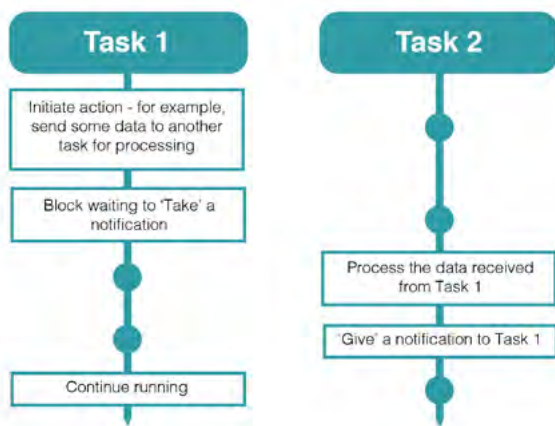 Task 1
Initiate action - for example,
send some data to another
task for processing
Block waiting to 'Take' a
notification
Continue running
Task 2
Process the data received
from Task 1
'Give' a notification to Task 1